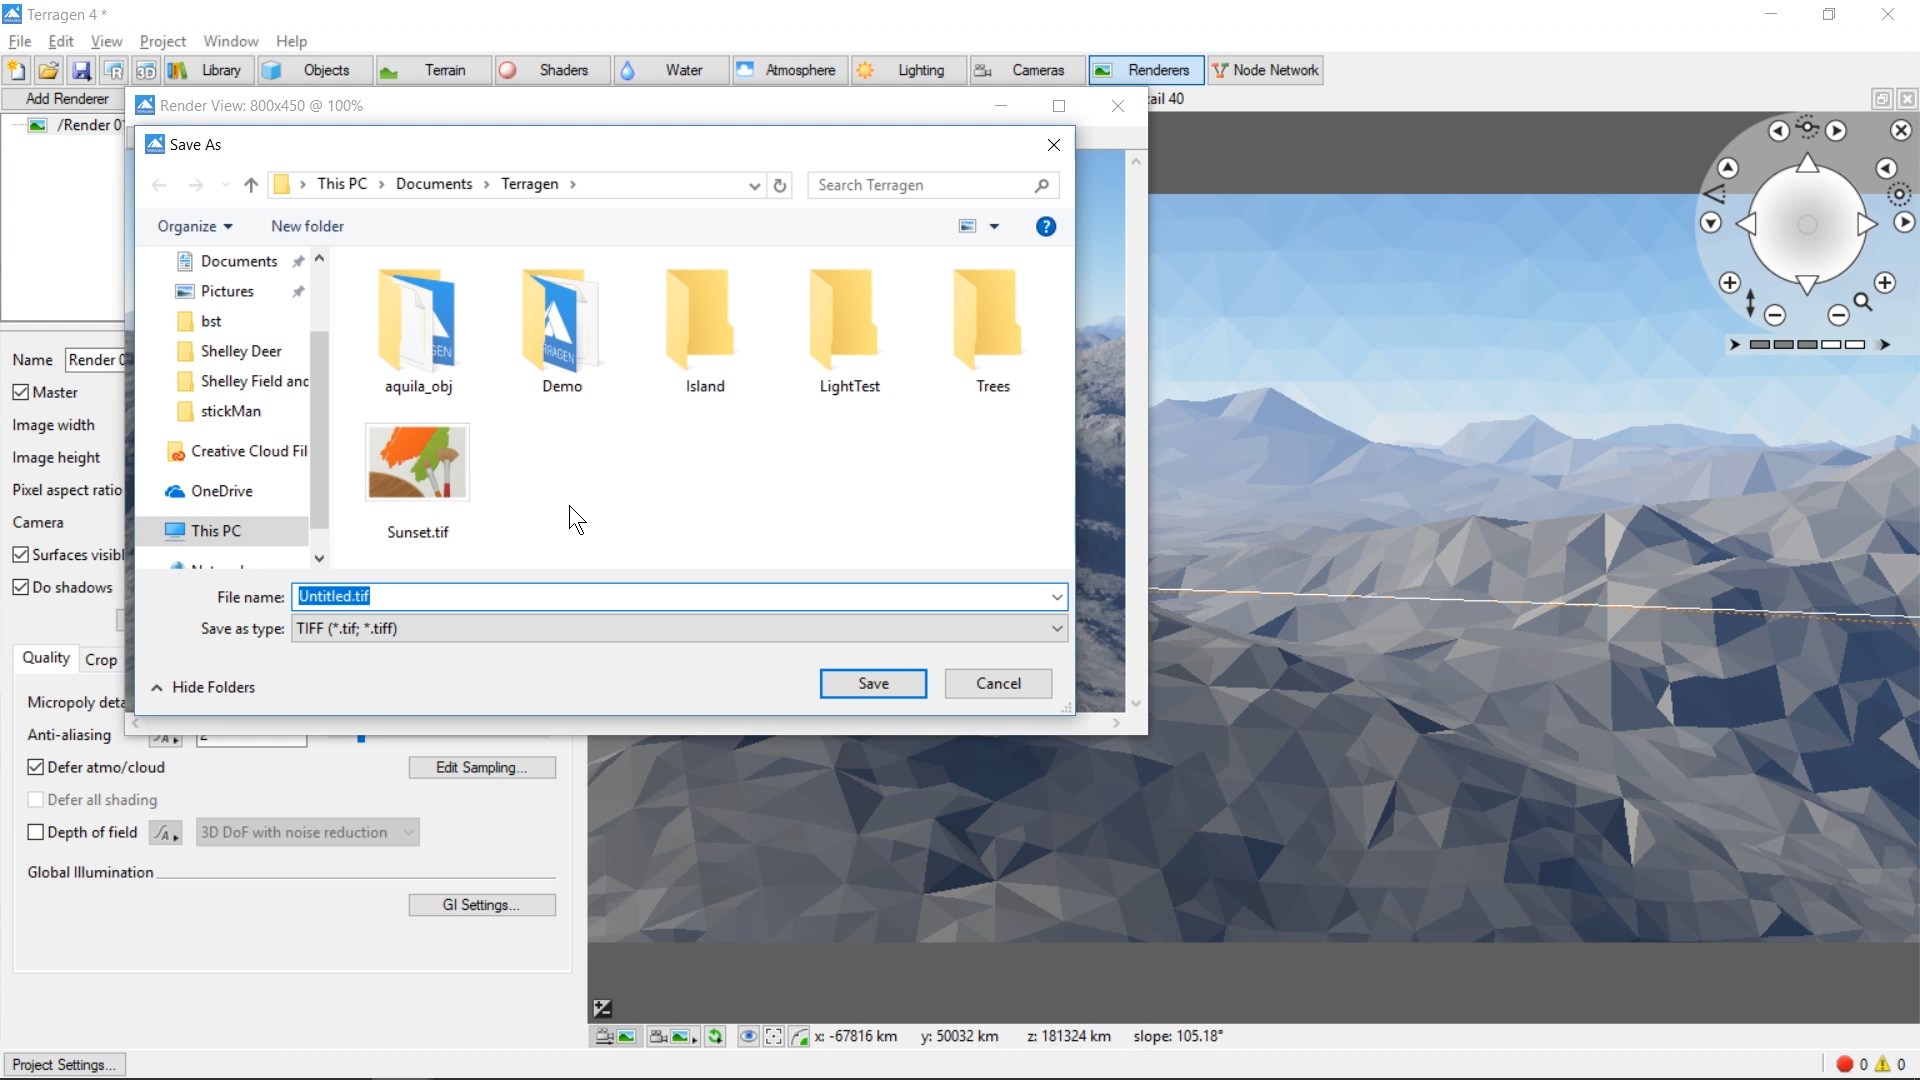 Terragen 4 *
File Edit View Project Window Help
Library Objects Terrain Shaders Water Atmosphere Lighting Cameras Renderers Node Network
Add Renderer
Render View: 800x450 @ 100%
tail 40
/Render 01
Save As
This PC > Documents > Terragen >
Search Terragen
Organize
New folder
Documents
Pictures
bst
Shelley Deer
Shelley Field and
stickMan
Creative Cloud Fil
OneDrive
This PC
aquila_obj
Demo
Island
LightTest
Trees
Sunset.tif
File name: Untitled.tif
Save as type: TIFF (*.tif; *.tiff)
Hide Folders
Save
Cancel
Name Render 0
Master
Image width
Image height
Pixel aspect ratio
Camera
Surfaces visibl
Do shadows
Quality Crop
Micropoly deta
Anti-aliasing
Defer atmo/cloud
Edit Sampling...
Defer all shading
Depth of field
3D DoF with noise reduction
Global Illumination
GI Settings...
x: -67816 km y: 50032 km z: 181324 km slope: 105.18°
Project Settings...
0 0